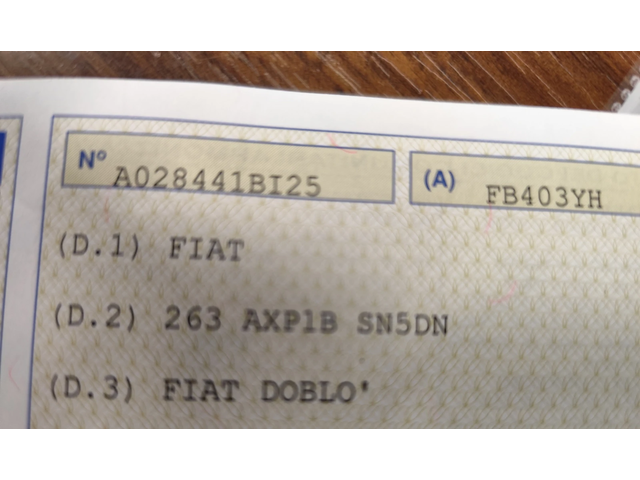 N° A028441BI25 (A) FB403YH
(D.1) FIAT
(D.2) 263 AXP1B SN5DN
(D.3) FIAT DOBLO'